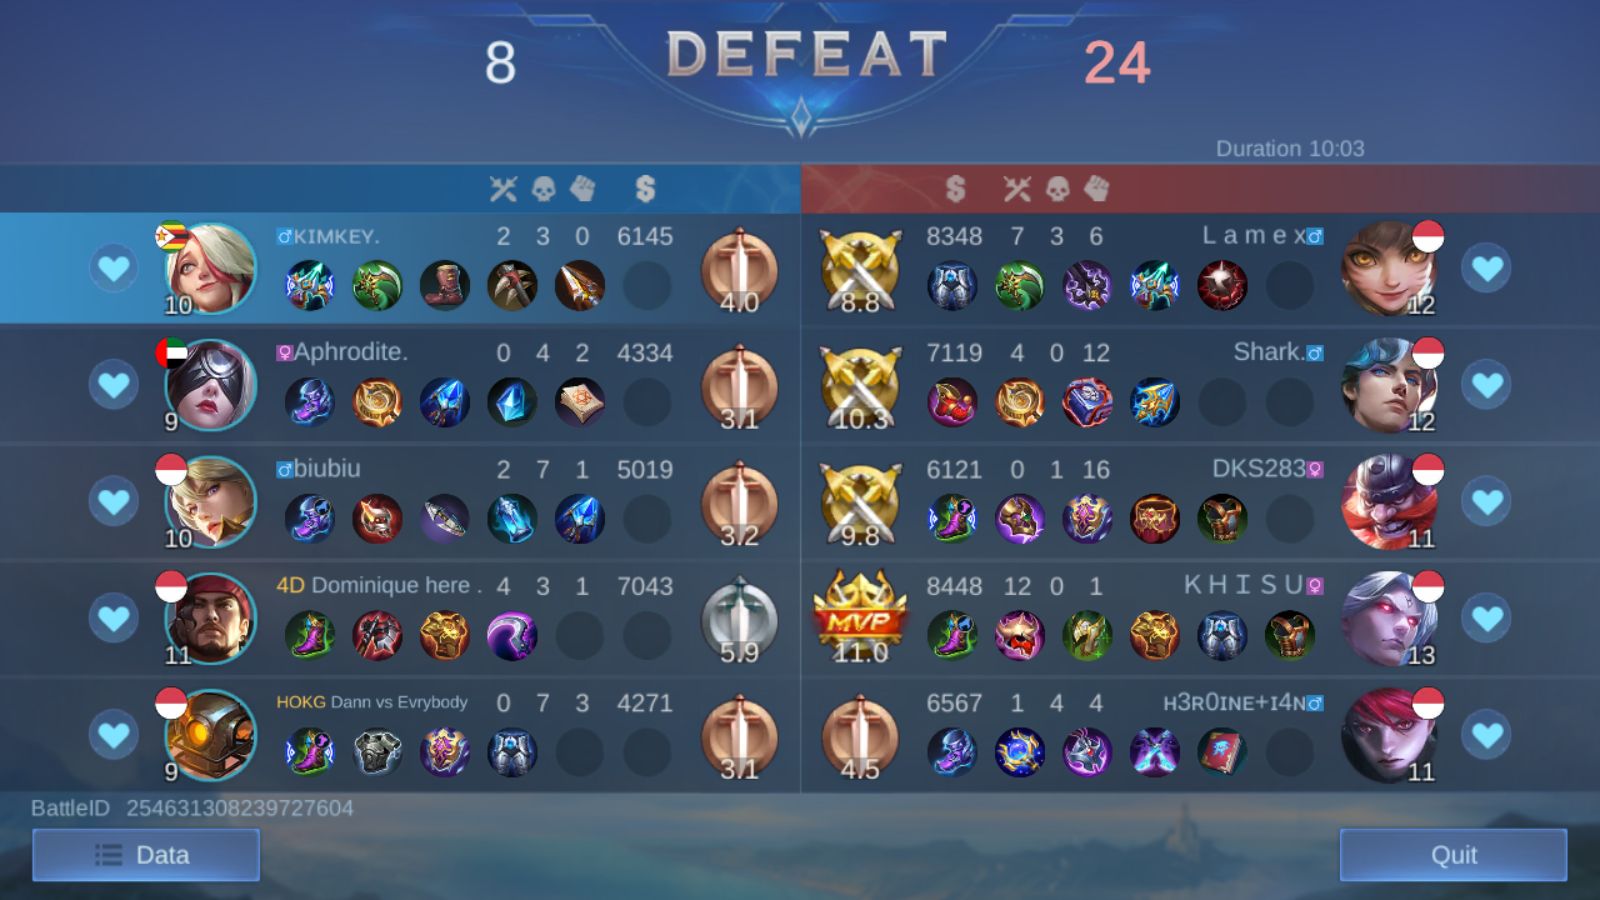 8 DEFEAT 24
Duration 10:03
♂KIMKEY. 2 3 0 6145
10 4.0
8348 7 3 6 Lamex♂
8.8 12
♀Aphrodite. 0 4 2 4334
9 3.1
7119 4 0 12 Shark.♂
10.3 12
♂biubiu 2 7 1 5019
10 3.2
6121 0 1 16 DKS283♀
9.8 11
4D Dominique here . 4 3 1 7043
11 5.9
8448 12 0 1 KHISU♀
MVP
11.0 13
HOKG Dann vs Evrybody 0 7 3 4271
9 3.1
6567 1 4 4 ʜ3ʀ0ɪɴᴇ+ɪ4ɴ♂
4.5 11
BattleID 254631308239727604
Data
Quit